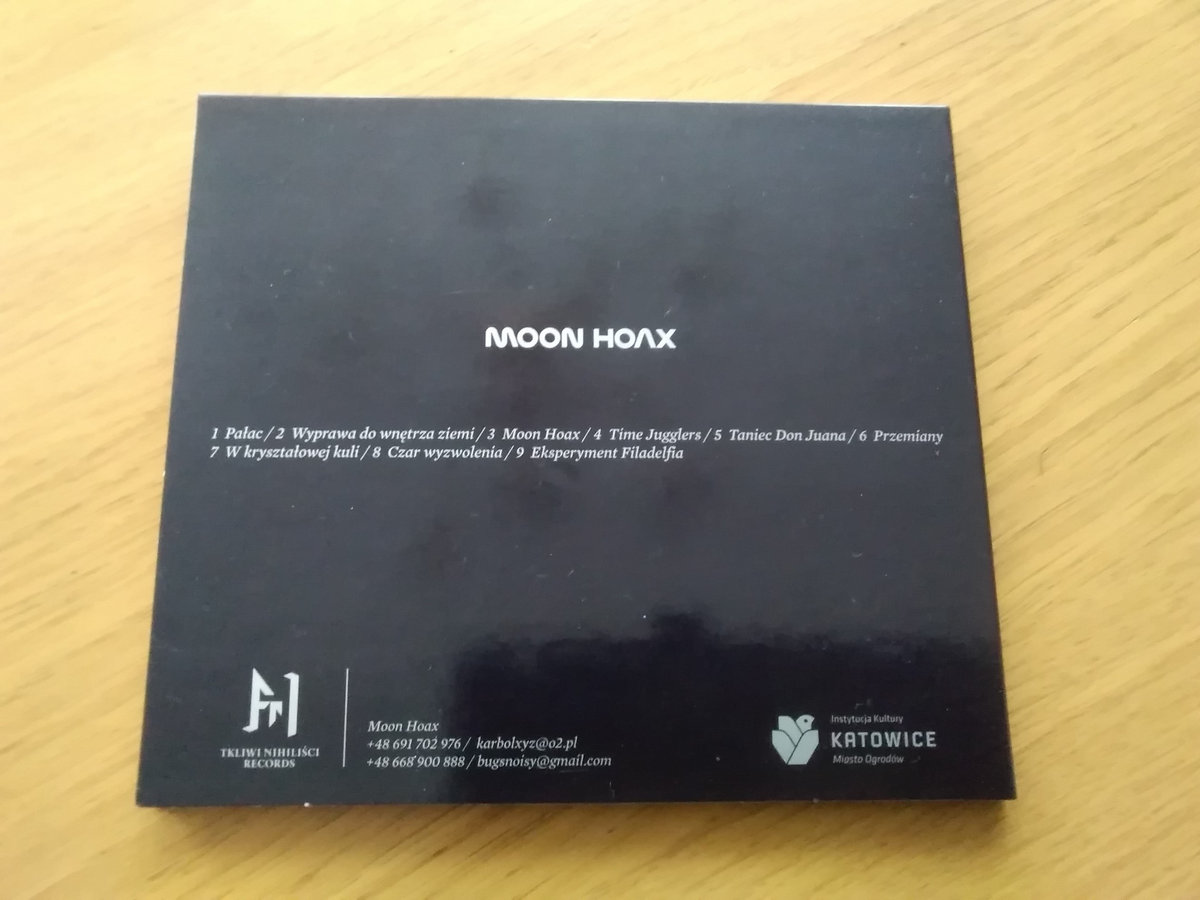 MOON HOAX
1 Pałac / 2 Wyprawa do wnętrza ziemi / 3 Moon Hoax / 4 Time Jugglers / 5 Taniec Don Juana / 6 Przemiany
7 W kryształowej kuli / 8 Czar wyzwolenia / 9 Eksperyment Filadelfia
TKLIWI NIHILIŚCI
RECORDS
Moon Hoax
+48 691 702 976 / karbolxyz@o2.pl
+48 668 900 888 / bugsnoisy@gmail.com
Instytucja Kultury
KATOWICE
Miasto Ogrodów